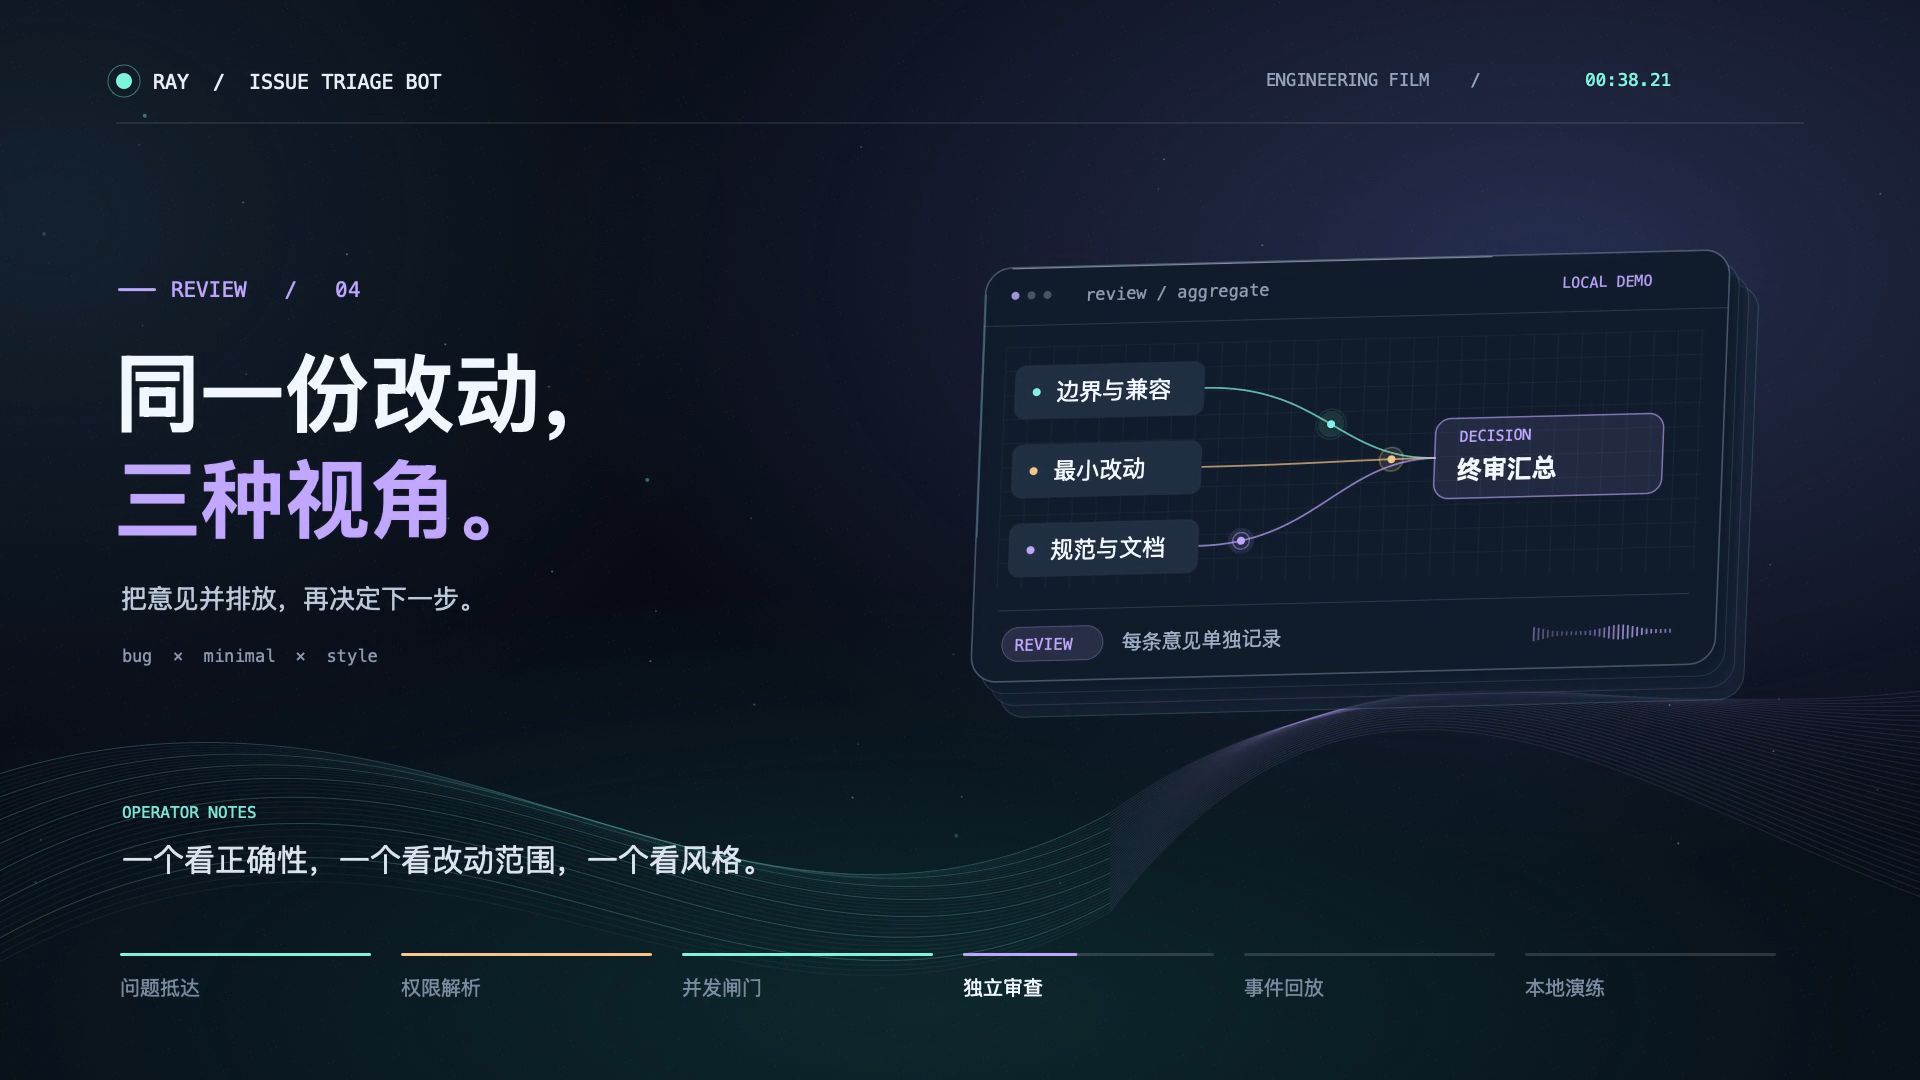 RAY / ISSUE TRIAGE BOT
ENGINEERING FILM / 00:38.21
REVIEW / 04
同一份改动，
三种视角。
把意见并排放，再决定下一步。
bug × minimal × style
review / aggregate
LOCAL DEMO
边界与兼容
最小改动
规范与文档
DECISION
终审汇总
REVIEW
每条意见单独记录
OPERATOR NOTES
一个看正确性，一个看改动范围，一个看风格。
问题抵达
权限解析
并发闸门
独立审查
事件回放
本地演练